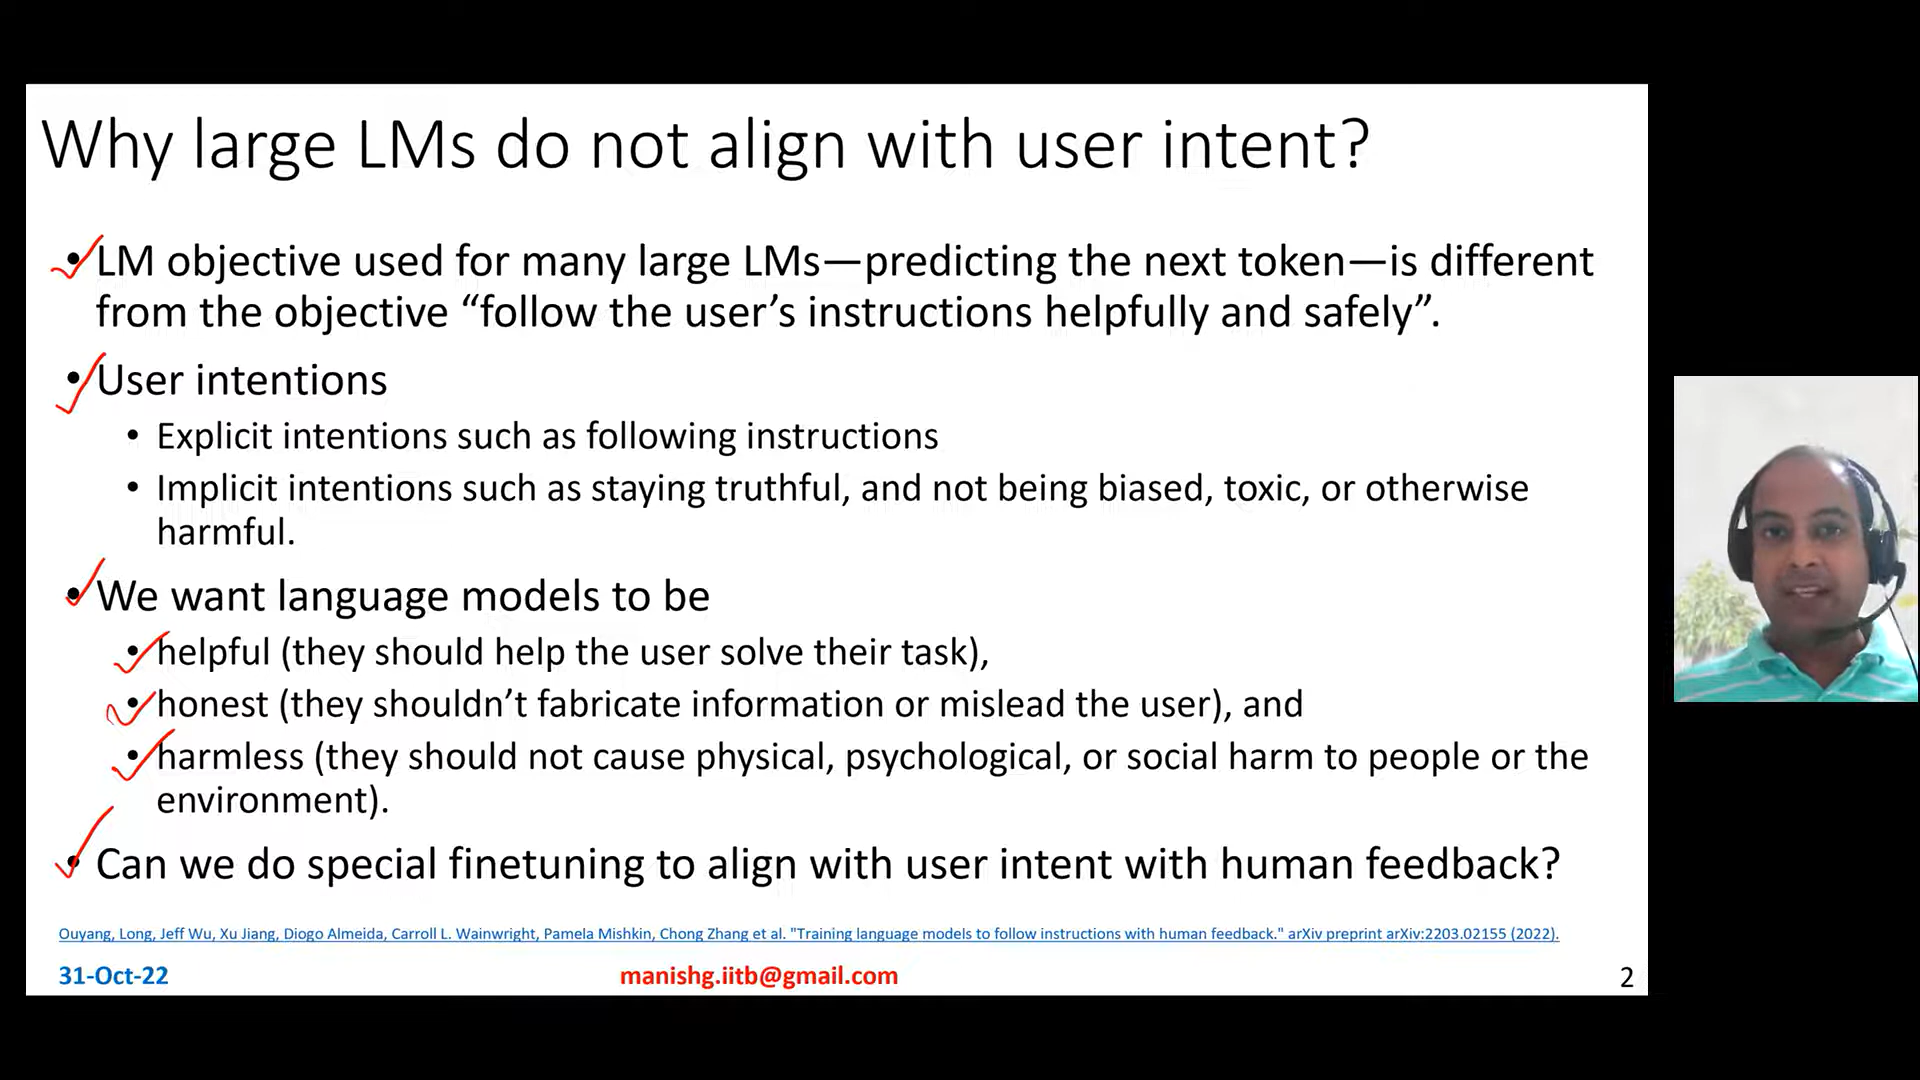 Why large LMs do not align with user intent?
• LM objective used for many large LMs—predicting the next token—is different
from the objective “follow the user’s instructions helpfully and safely”.
• User intentions
• Explicit intentions such as following instructions
• Implicit intentions such as staying truthful, and not being biased, toxic, or otherwise
harmful.
• We want language models to be
• helpful (they should help the user solve their task),
• honest (they shouldn’t fabricate information or mislead the user), and
• harmless (they should not cause physical, psychological, or social harm to people or the
environment).
• Can we do special finetuning to align with user intent with human feedback?
Ouyang, Long, Jeff Wu, Xu Jiang, Diogo Almeida, Carroll L. Wainwright, Pamela Mishkin, Chong Zhang et al. "Training language models to follow instructions with human feedback." arXiv preprint arXiv:2203.02155 (2022).
31-Oct-22
manishg.iitb@gmail.com
2